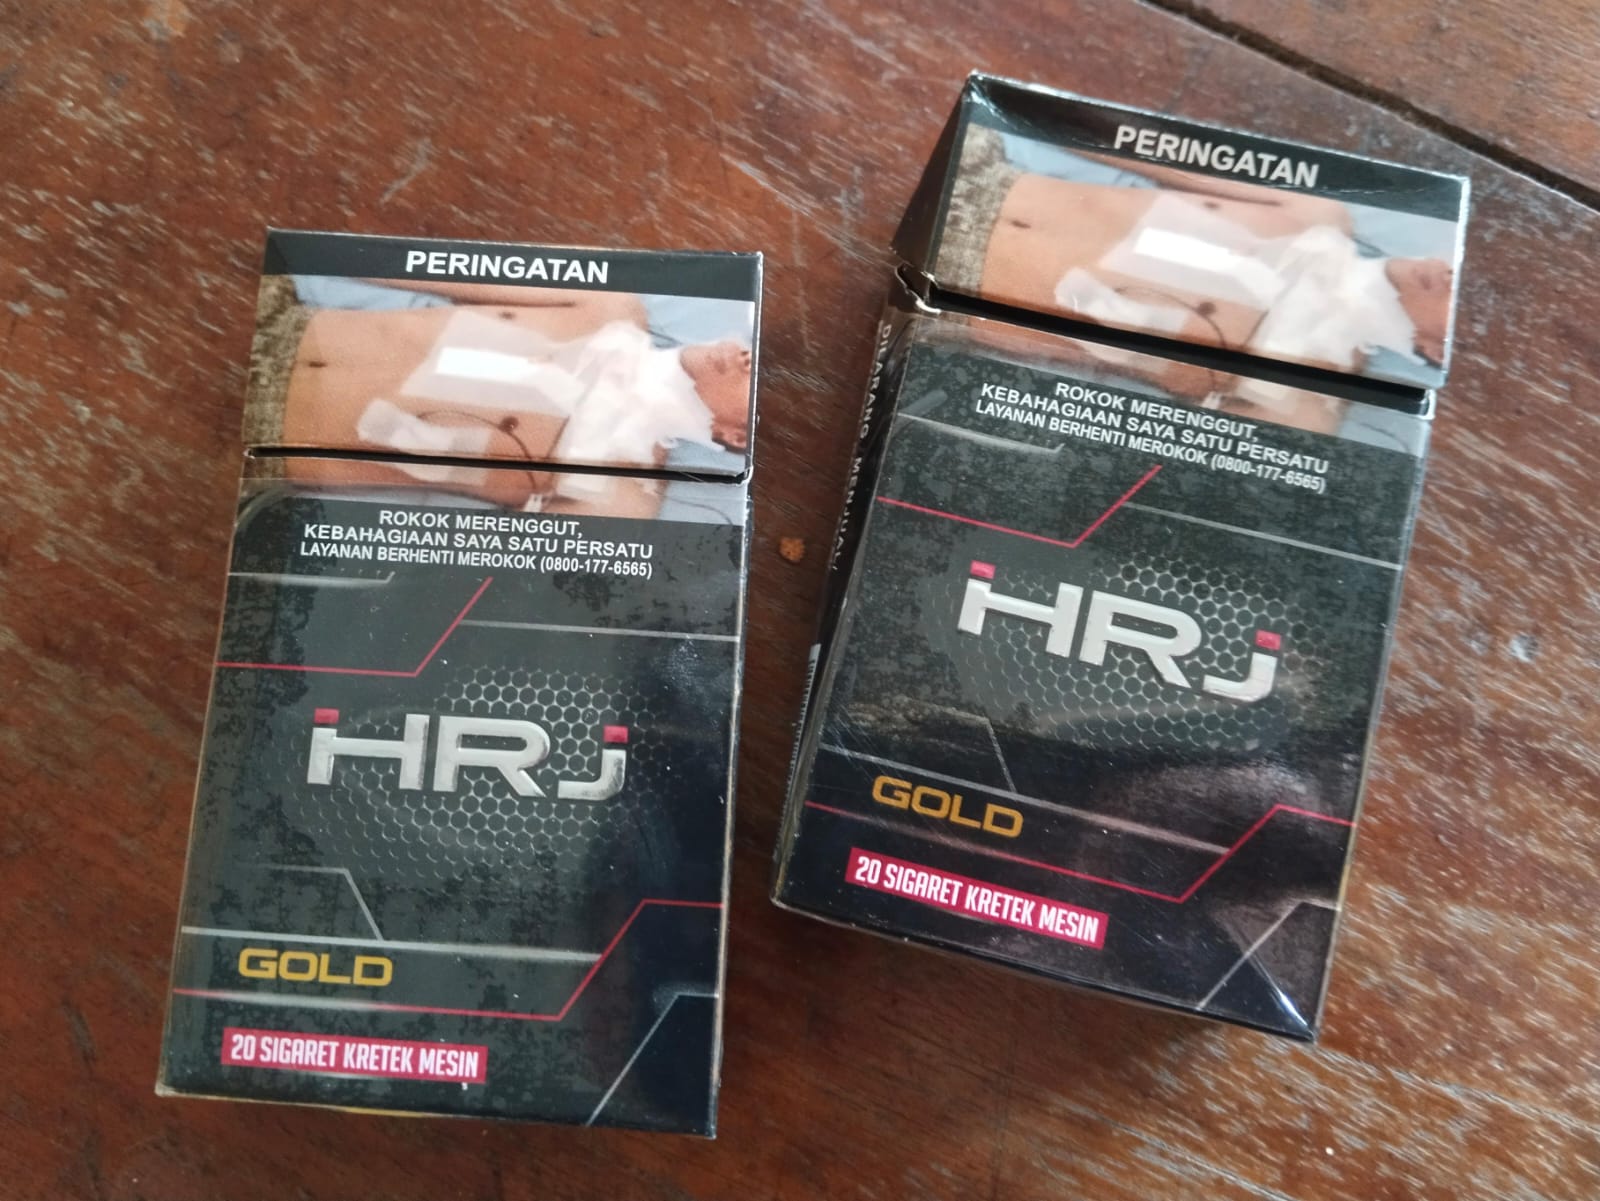 PERINGATAN
ROKOK MERENGGUT,
KEBAHAGIAAN SAYA SATU PERSATU
LAYANAN BERHENTI MEROKOK (0800-177-6565)
HRJ
GOLD
20 SIGARET KRETEK MESIN
PERINGATAN
DILARANG MENJUAL
ROKOK MERENGGUT,
KEBAHAGIAAN SAYA SATU PERSATU
LAYANAN BERHENTI MEROKOK (0800-177-6565)
HRJ
GOLD
20 SIGARET KRETEK MESIN